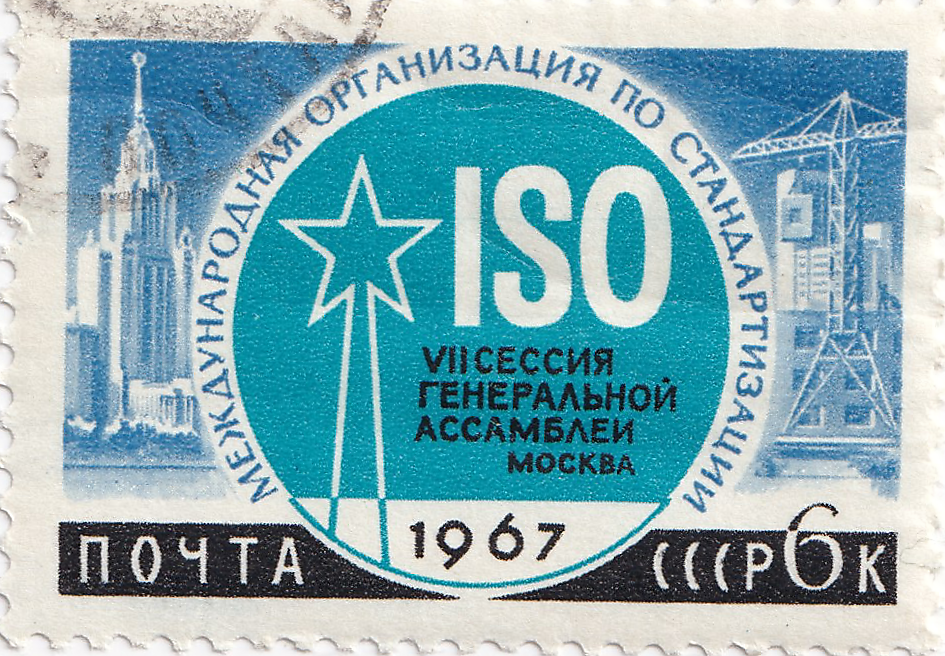 МЕЖДУНАРОДНАЯ ОРГАНИЗАЦИЯ ПО СТАНДАРТИЗАЦИИ
ISO
VII СЕССИЯ
ГЕНЕРАЛЬНОЙ
АССАМБЛЕИ
МОСКВА
1967
ПОЧТА СССР 6 К